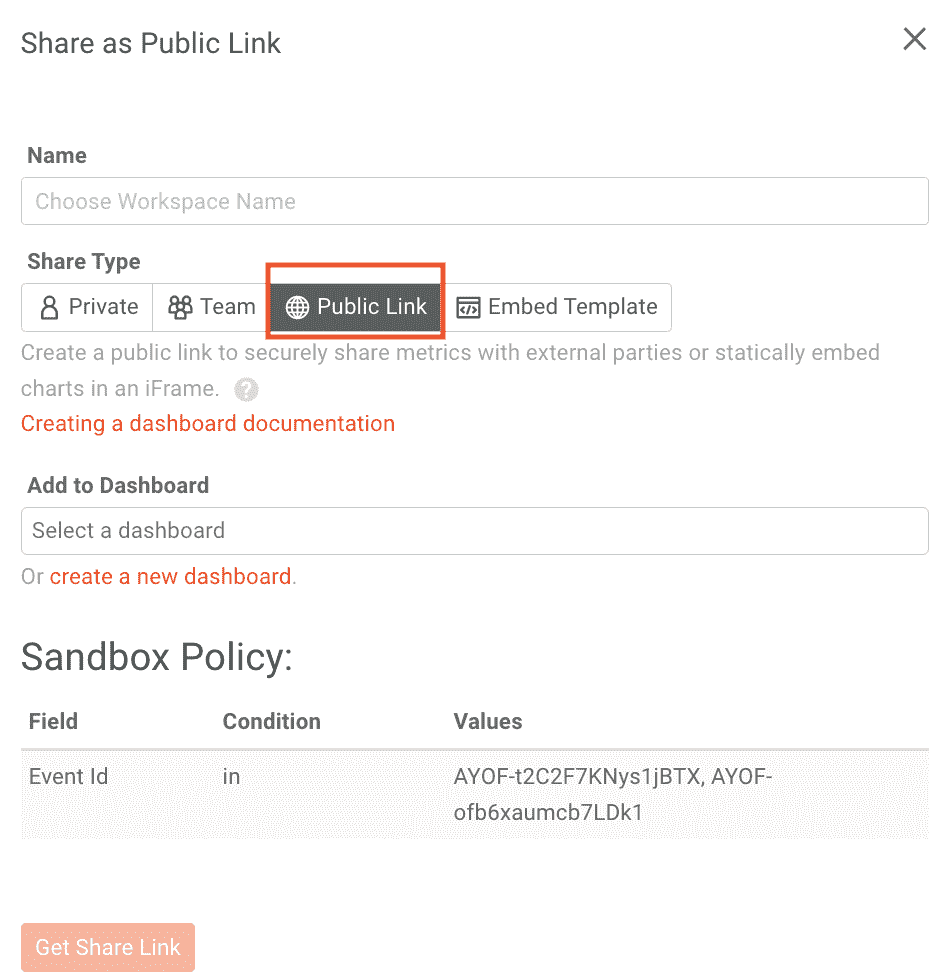 Share as Public Link
Name
Choose Workspace Name
Share Type
Private Team Public Link Embed Template
Create a public link to securely share metrics with external parties or statically embed
charts in an iFrame. ?
Creating a dashboard documentation
Add to Dashboard
Select a dashboard
Or create a new dashboard.
Sandbox Policy:
Field Condition Values
Event Id in AYOF-t2C2F7KNys1jBTX, AYOF-
ofb6xaumcb7LDk1
Get Share Link